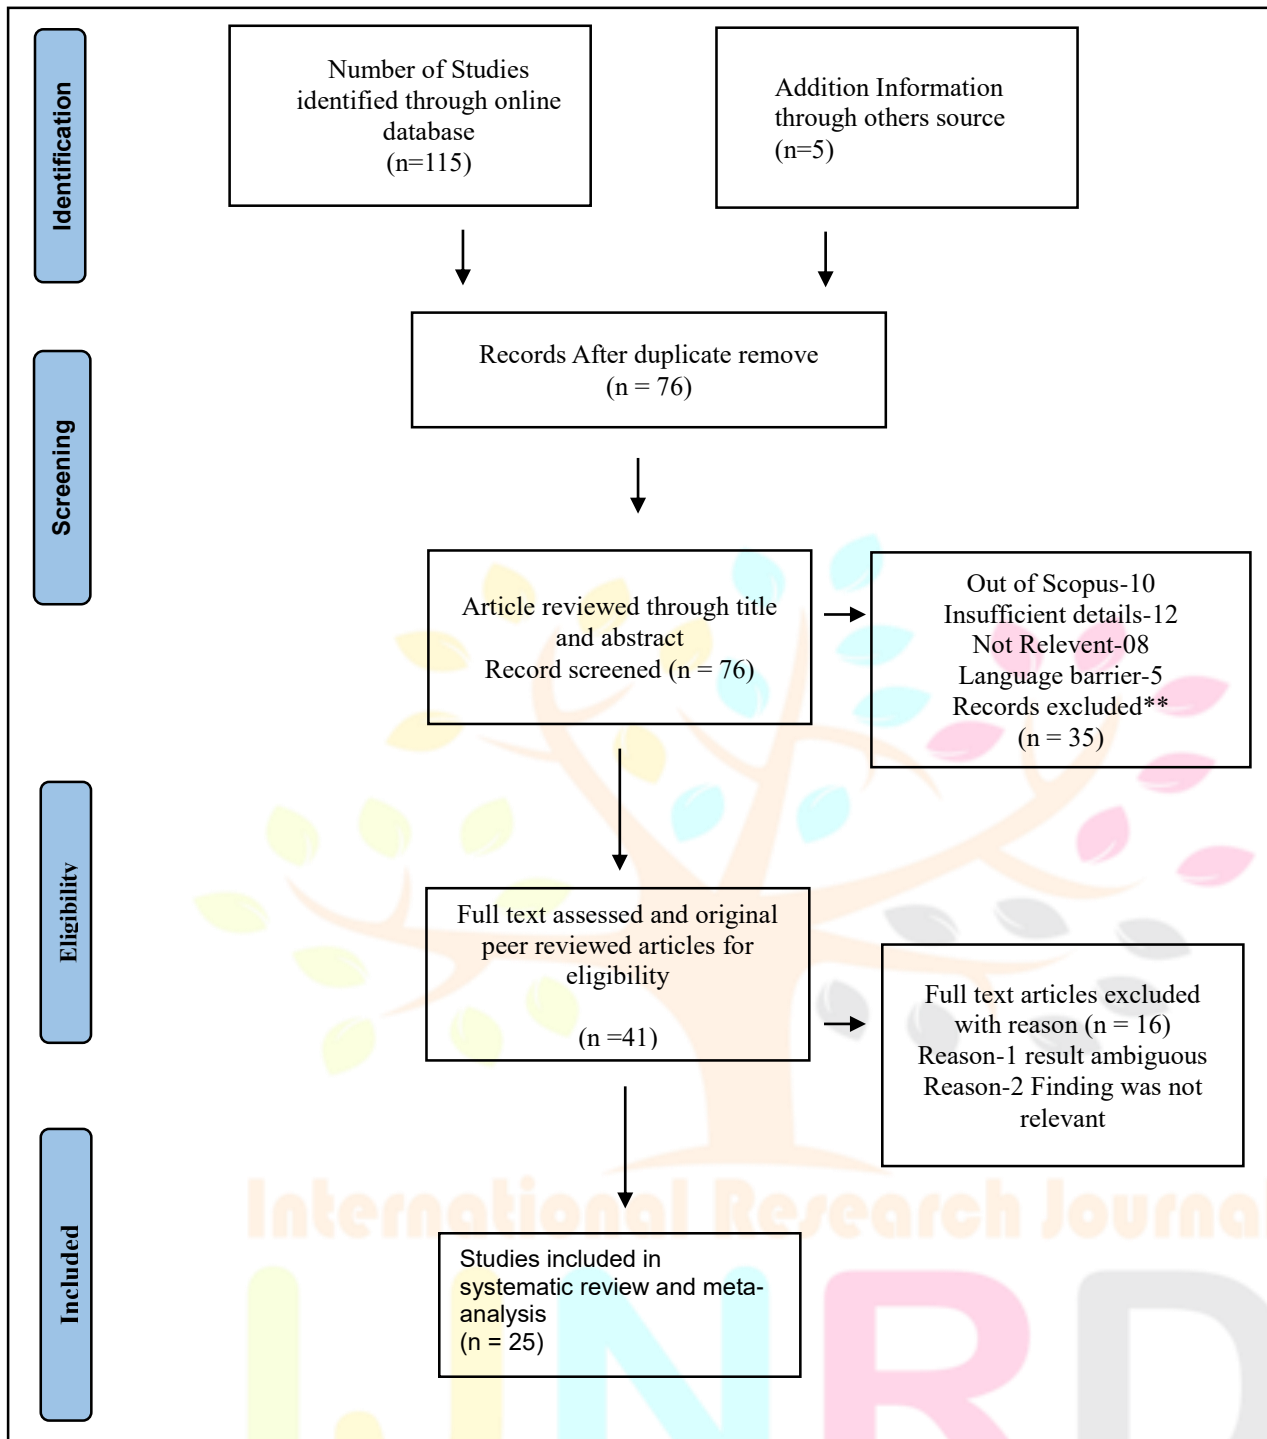 Identification
Number of Studies
identified through online
database
(n=115)
Addition Information
through others source
(n=5)
Screening
Records After duplicate remove
(n = 76)
Article reviewed through title
and abstract
Record screened (n = 76)
Out of Scopus-10
Insufficient details-12
Not Relevent-08
Language barrier-5
Records excluded**
(n = 35)
Eligibility
Full text assessed and original
peer reviewed articles for
eligibility
(n =41)
Full text articles excluded
with reason (n = 16)
Reason-1 result ambiguous
Reason-2 Finding was not
relevant
Included
Studies included in
systematic review and meta-
analysis
(n = 25)
International Research Journal
IJNRD